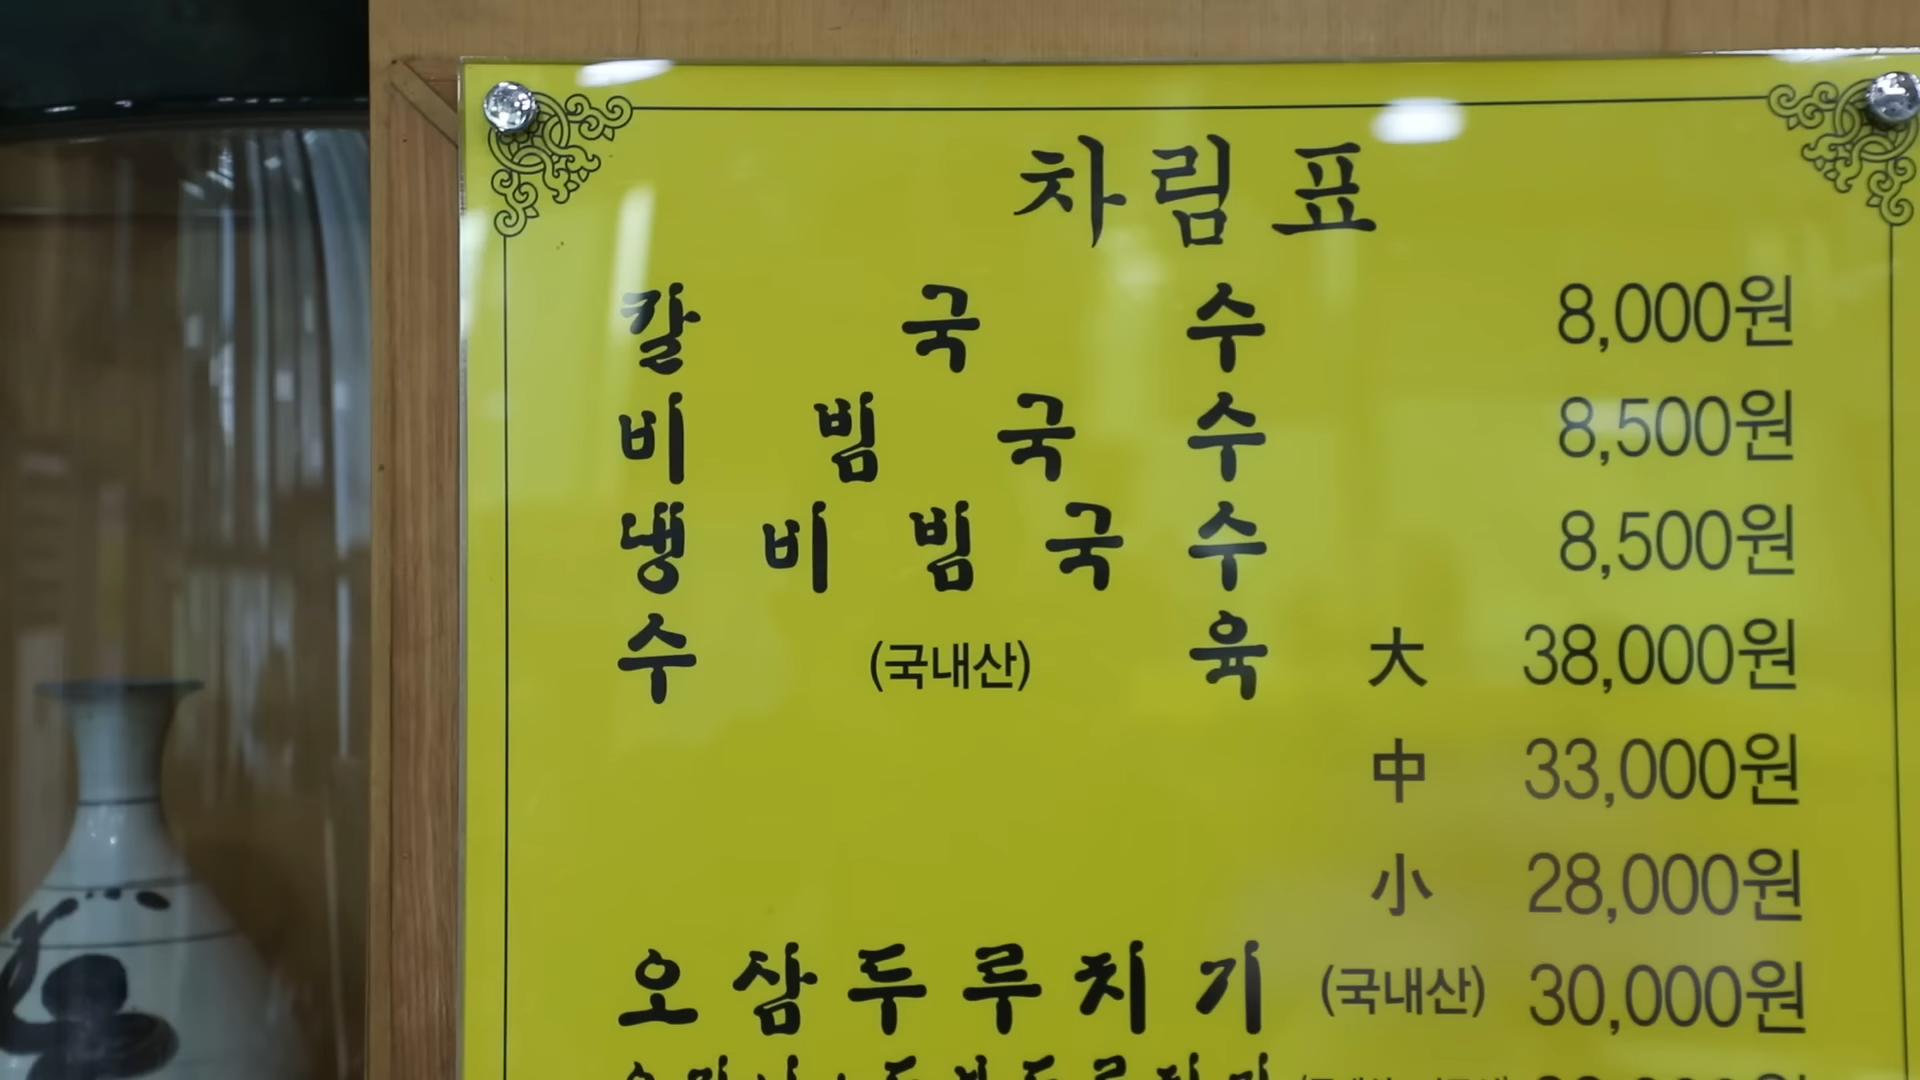 차림표
칼국수 8,000원
비빔국수 8,500원
냉비빔국수 8,500원
수(국내산)육 大 38,000원
中 33,000원
小 28,000원
오삼두루치기 (국내산) 30,000원